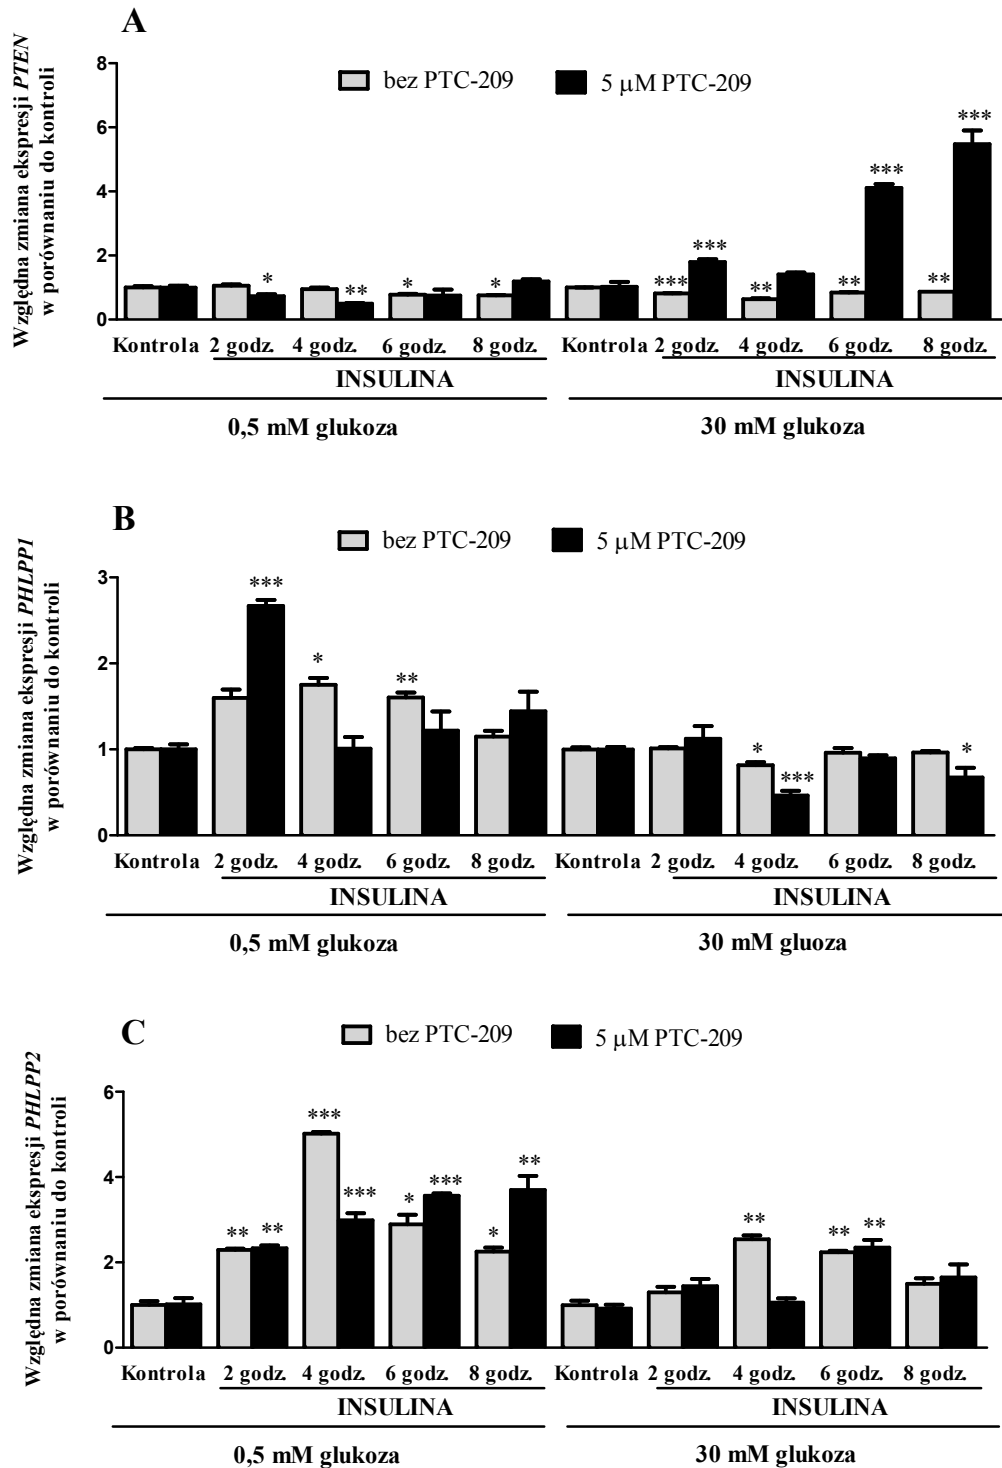 A
Względna zmiana ekspresji PTEN
w porównaniu do kontroli
bez PTC-209
5 μM PTC-209
8
6
4
2
0
* ** * * *** *** ** ** *** ** ***
Kontrola 2 godz. 4 godz. 6 godz. 8 godz. Kontrola 2 godz. 4 godz. 6 godz. 8 godz.
INSULINA INSULINA
0,5 mM glukoza 30 mM glukoza
B
Względna zmiana ekspresji PHLPP1
w porównaniu do kontroli
bez PTC-209
5 μM PTC-209
3
2
1
0
*** * ** * *** *
Kontrola 2 godz. 4 godz. 6 godz. 8 godz. Kontrola 2 godz. 4 godz. 6 godz. 8 godz.
INSULINA INSULINA
0,5 mM glukoza 30 mM gluoza
C
Względna zmiana ekspresji PHLPP2
w porównaniu do kontroli
bez PTC-209
5 μM PTC-209
6
4
2
0
** ** *** *** * *** * ** ** ** **
Kontrola 2 godz. 4 godz. 6 godz. 8 godz. Kontrola 2 godz. 4 godz. 6 godz. 8 godz.
INSULINA INSULINA
0,5 mM glukoza 30 mM glukoza